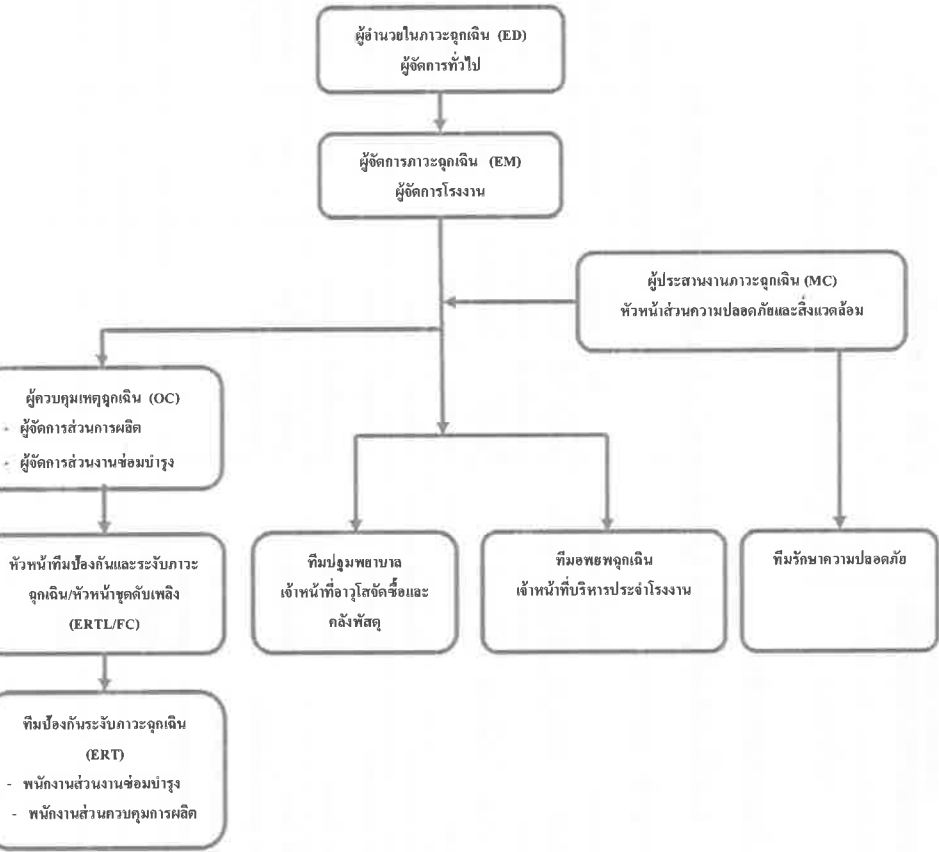 ผู้อำนวยในภาวะฉุกเฉิน (ED)
ผู้จัดการทั่วไป
ผู้จัดการภาวะฉุกเฉิน (EM)
ผู้จัดการโรงงาน
ผู้ประสานงานภาวะฉุกเฉิน (MC)
หัวหน้าส่วนความปลอดภัยและสิ่งแวดล้อม
ผู้ควบคุมเหตุฉุกเฉิน (OC)
- ผู้จัดการส่วนการผลิต
- ผู้จัดการส่วนงานซ่อมบำรุง
หัวหน้าทีมป้องกันและระงับภาวะ
ฉุกเฉิน/หัวหน้าชุดดับเพลิง
(ERTL/FC)
ทีมปฐมพยาบาล
เจ้าหน้าที่อาวุโสจัดซื้อและ
คลังพัสดุ
ทีมอพยพฉุกเฉิน
เจ้าหน้าที่บริหารประจำโรงงาน
ทีมรักษาความปลอดภัย
ทีมป้องกันระงับภาวะฉุกเฉิน
(ERT)
- พนักงานส่วนงานซ่อมบำรุง
- พนักงานส่วนควบคุมการผลิต